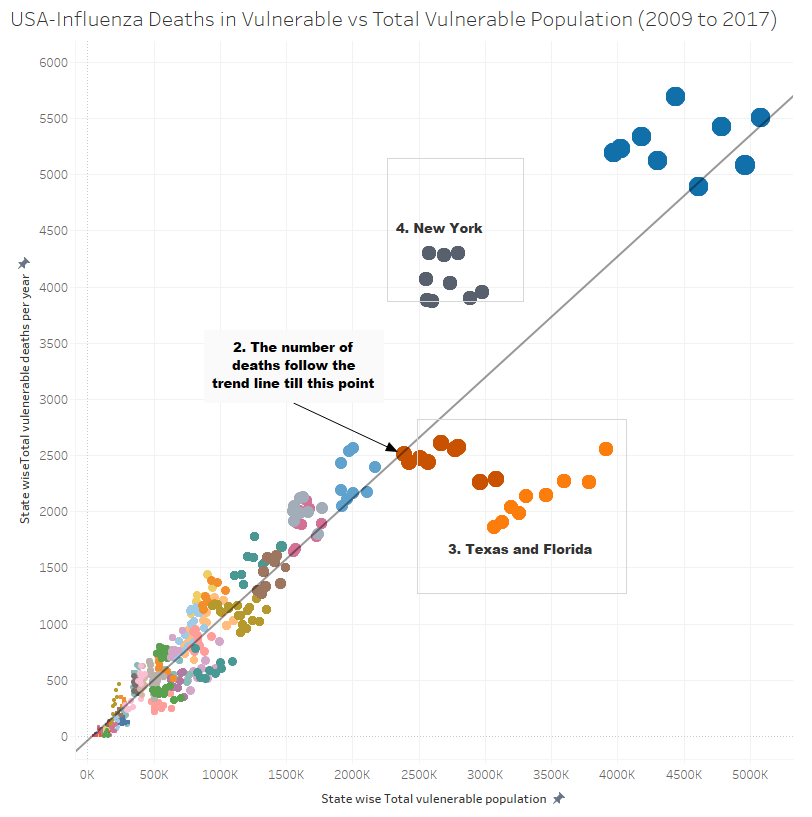 USA-Influenza Deaths in Vulnerable vs Total Vulnerable Population (2009 to 2017)
6000
5500
5000
4500
4000
3500
3000
2500
2000
1500
1000
500
0
State wiseTotal vulenerable deaths per year
4. New York
2. The number of
deaths follow the
trend line till this point
3. Texas and Florida
0K
500K
1000K
1500K
2000K
2500K
3000K
3500K
4000K
4500K
5000K
State wise Total vulenerable population